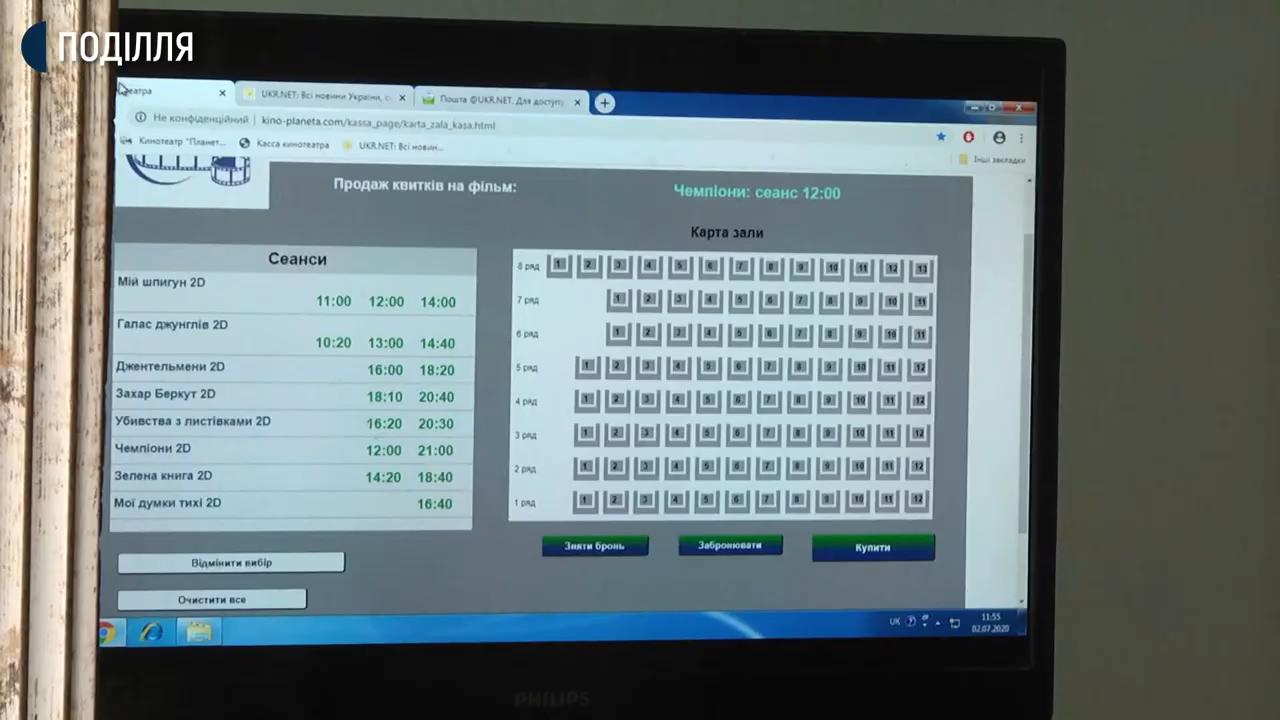 ПОДІЛЛЯ
UKR.NET: Всі новини України,
Пошта @UKR.NET. Для доступу
Не конфіденційний kino-planeta.com/kassa_page/karta_zala_kasa.html
Кинотеатр "Планет... Касса кинотеатра UKR.NET: Всі новин... Інші закладки
Продаж квитків на фільм: Чемпіони: сеанс 12:00
Карта зали
Сеанси
Мій шпигун 2D
11:00 12:00 14:00
Галас джунглів 2D
10:20 13:00 14:40
Джентельмени 2D 16:00 18:20
Захар Беркут 2D 18:10 20:40
Убивства з листівками 2D 16:20 20:30
Чемпіони 2D 12:00 21:00
Зелена книга 2D 14:20 18:40
Мої думки тихі 2D 16:40
8 ряд 1 2 3 4 5 6 7 8 9 10 11 12 13
7 ряд 1 2 3 4 5 6 7 8 9 10 11
6 ряд 1 2 3 4 5 6 7 8 9 10 11
5 ряд 1 2 3 4 5 6 7 8 9 10 11 12
4 ряд 1 2 3 4 5 6 7 8 9 10 11 12
3 ряд 1 2 3 4 5 6 7 8 9 10 11 12
2 ряд 1 2 3 4 5 6 7 8 9 10 11 12
1 ряд 1 2 3 4 5 6 7 8 9 10 11 12
Зняти бронь Забронювати Купити
Відмінити вибір
Очистити все
UK 11:55
02.07.2020
PHILIPS